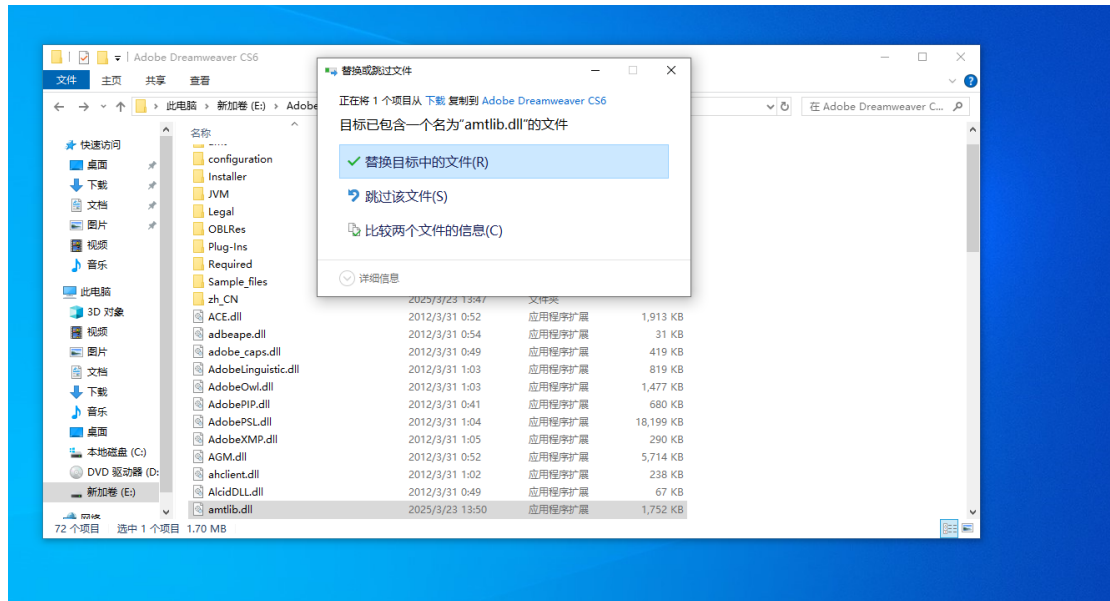 Adobe Dreamweaver CS6
文件 主页 共享 查看
此电脑 › 新加卷 (E:) › Adobe
在 Adobe Dreamweaver C...
替换或跳过文件
正在将 1 个项目从 下载 复制到 Adobe Dreamweaver CS6
目标已包含一个名为“amtlib.dll”的文件
替换目标中的文件(R)
跳过该文件(S)
比较两个文件的信息(C)
详细信息
快速访问
桌面
下载
文档
图片
视频
音乐
此电脑
3D 对象
视频
图片
文档
下载
音乐
桌面
本地磁盘 (C:)
DVD 驱动器 (D:
新加卷 (E:)
网络
名称
configuration
Installer
JVM
Legal
OBLRes
Plug-Ins
Required
Sample_files
zh_CN 2025/3/23 13:47 文件夹
ACE.dll 2012/3/31 0:52 应用程序扩展 1,913 KB
adbeape.dll 2012/3/31 0:54 应用程序扩展 31 KB
adobe_caps.dll 2012/3/31 0:49 应用程序扩展 419 KB
AdobeLinguistic.dll 2012/3/31 1:03 应用程序扩展 819 KB
AdobeOwl.dll 2012/3/31 1:03 应用程序扩展 1,477 KB
AdobePIP.dll 2012/3/31 0:41 应用程序扩展 680 KB
AdobePSL.dll 2012/3/31 1:04 应用程序扩展 18,199 KB
AdobeXMP.dll 2012/3/31 1:05 应用程序扩展 290 KB
AGM.dll 2012/3/31 0:52 应用程序扩展 5,714 KB
ahclient.dll 2012/3/31 1:02 应用程序扩展 238 KB
AlcidDLL.dll 2012/3/31 0:49 应用程序扩展 67 KB
amtlib.dll 2025/3/23 13:50 应用程序扩展 1,752 KB
72 个项目 选中 1 个项目 1.70 MB